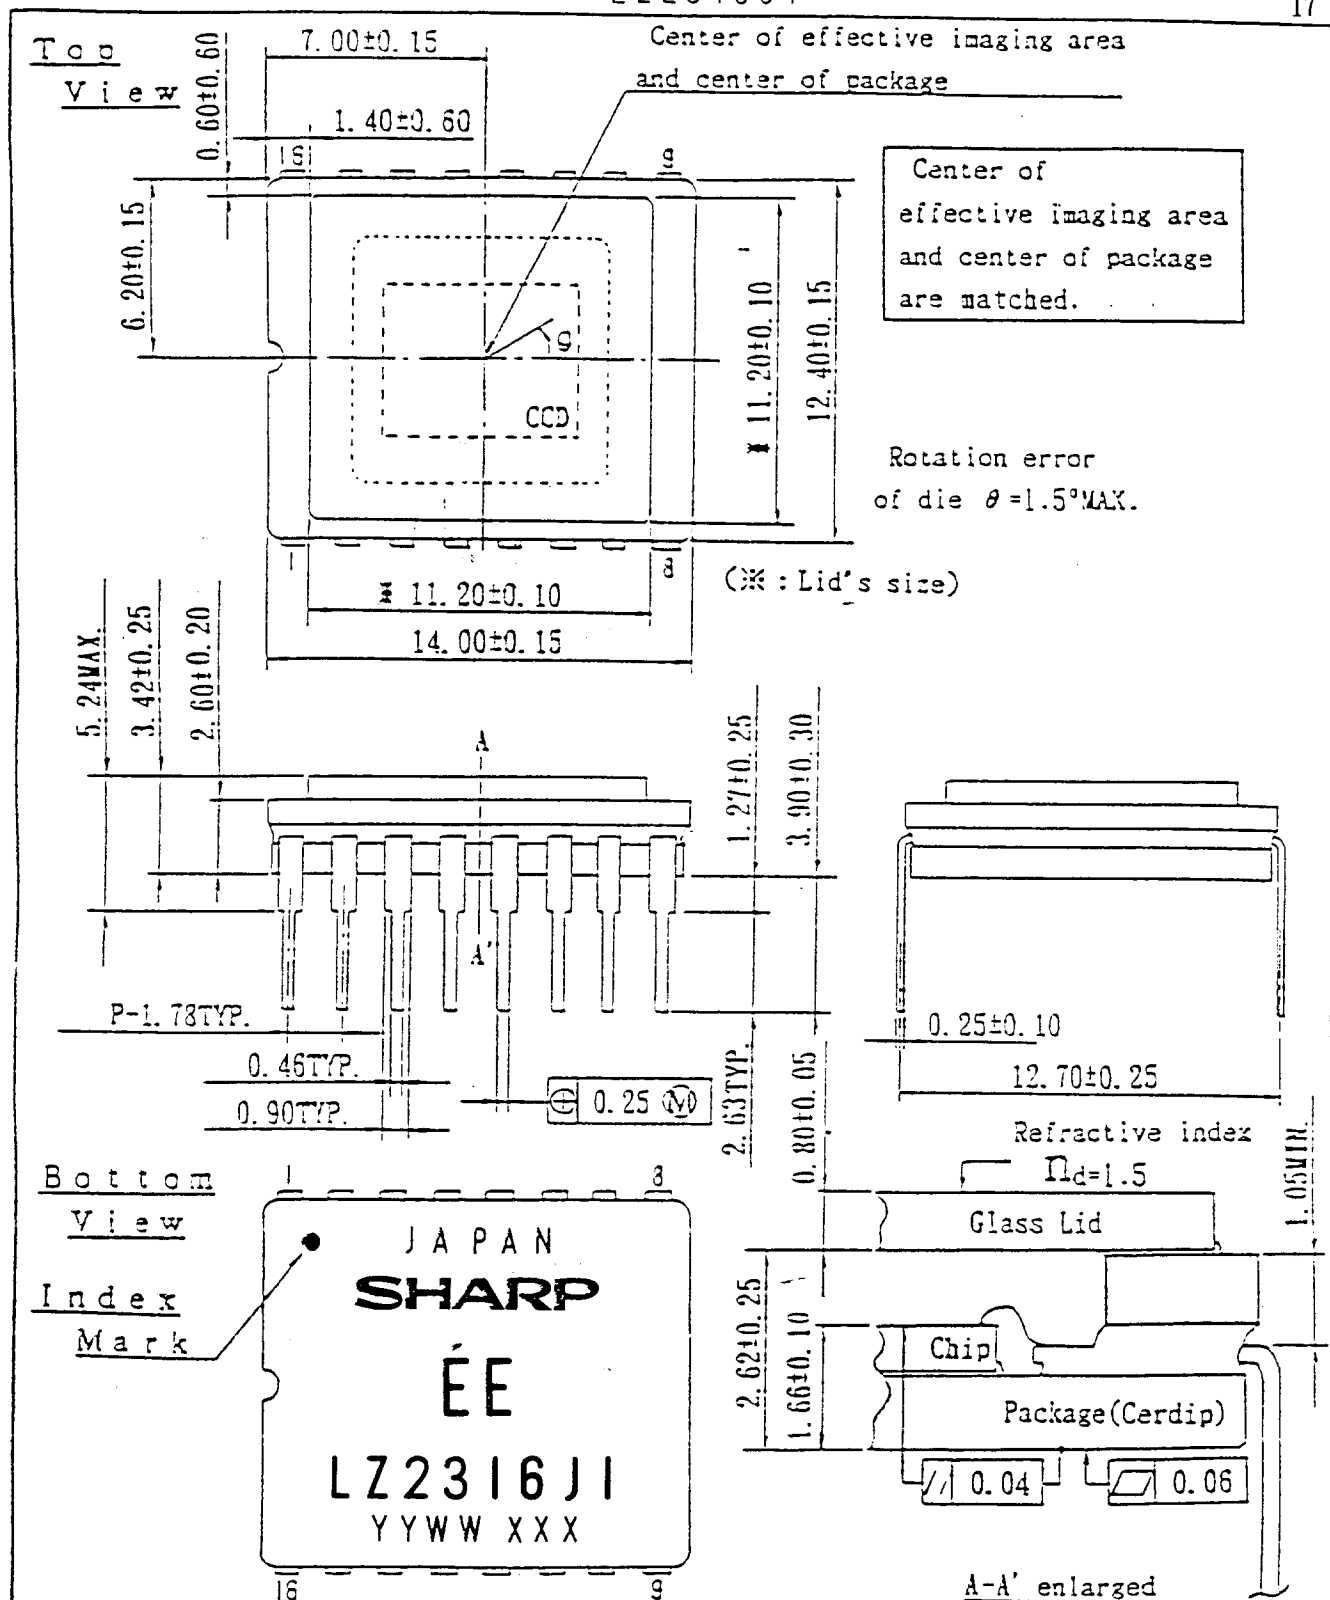 17
Top
View
0.60±0.60
7.00±0.15
Center of effective imaging area
and center of package
1.40±0.60
9
6.20±0.15
Center of
effective imaging area
and center of package
are matched.
※ 11.20±0.10
12.40±0.15
CCD
Rotation error
of die θ=1.5°MAX.
1
8
(※ : Lid's size)
※ 11.20±0.10
14.00±0.15
5.24MAX.
3.42±0.25
2.60±0.20
1.27±0.25
3.90±0.30
A
A'
P-1.78TYP.
0.46TYP.
0.90TYP.
0.25 Ⓜ
2.63TYP.
0.80±0.05
0.25±0.10
12.70±0.25
Refractive index
nd=1.5
1.05MIN.
Glass Lid
2.62±0.25
1.66±0.10
Chip
Package(Cerdip)
0.04
0.06
A-A' enlarged
Bottom
View
Index
Mark
1
8
JAPAN
SHARP
ÉE
LZ2316J1
YYWW XXX
16
9